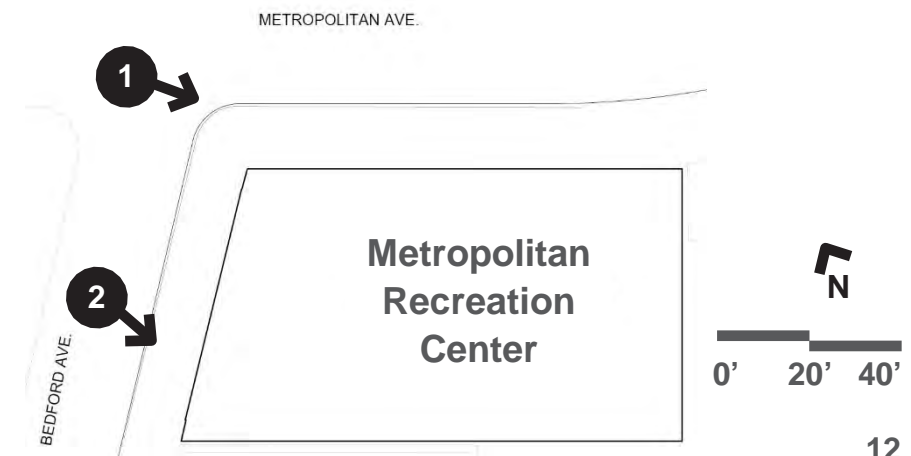 METROPOLITAN AVE.
1
Metropolitan
Recreation
Center
2
BEDFORD AVE.
N
0’ 20’ 40’
12